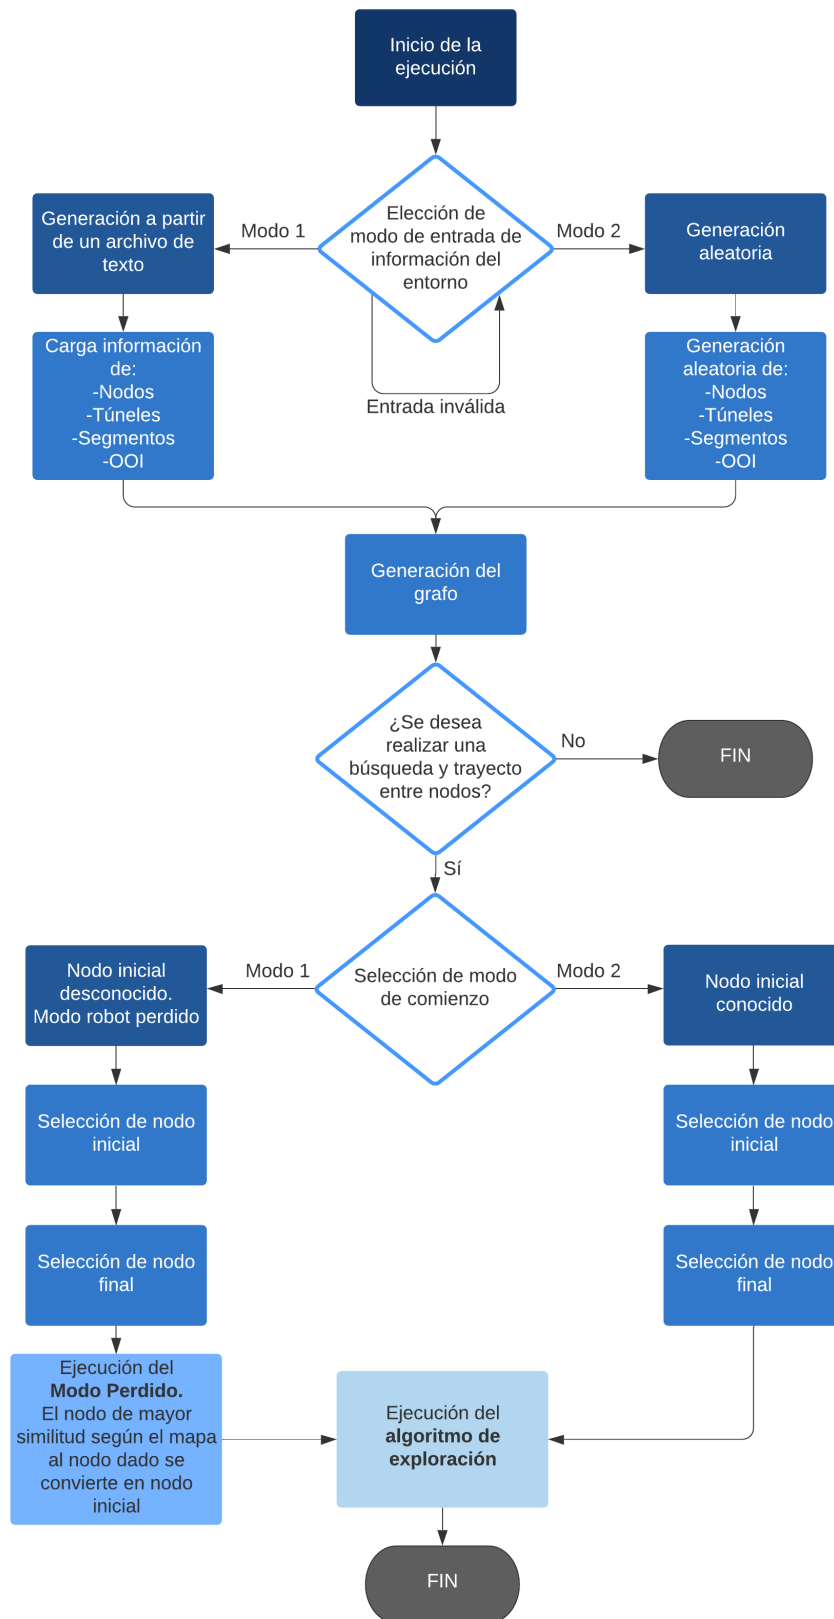 Inicio de la
ejecución
Elección de
modo de entrada de
información del
entorno
Modo 1
Modo 2
Generación a partir
de un archivo de
texto
Generación
aleatoria
Carga información
de:
-Nodos
-Túneles
-Segmentos
-OOI
Entrada inválida
Generación
aleatoria de:
-Nodos
-Túneles
-Segmentos
-OOI
Generación del
grafo
¿Se desea
realizar una
búsqueda y trayecto
entre nodos?
No
FIN
Sí
Selección de modo
de comienzo
Modo 1
Modo 2
Nodo inicial
desconocido.
Modo robot perdido
Nodo inicial
conocido
Selección de nodo
inicial
Selección de nodo
inicial
Selección de nodo
final
Selección de nodo
final
Ejecución del
Modo Perdido.
El nodo de mayor
similitud según el mapa
al nodo dado se
convierte en nodo
inicial
Ejecución del
algoritmo de
exploración
FIN